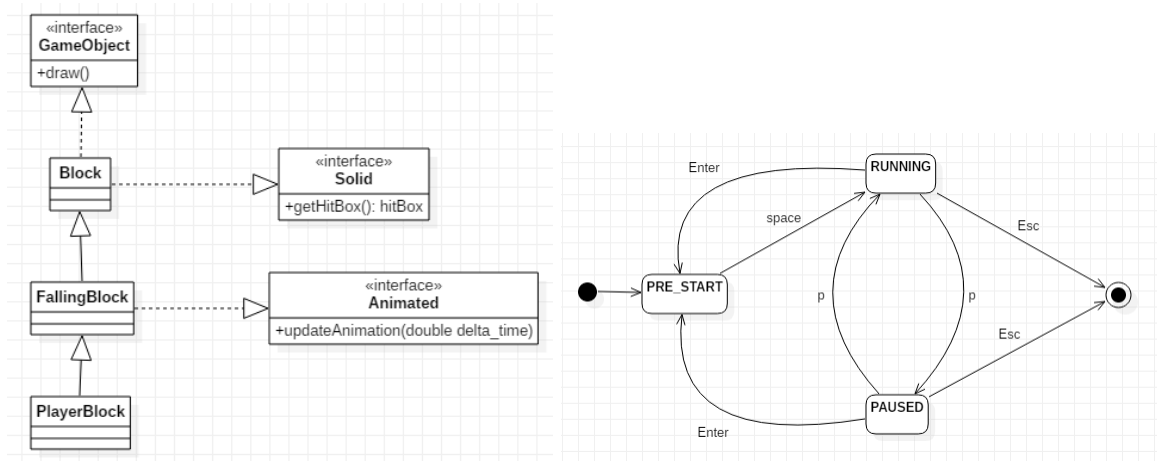 «interface»
GameObject
+draw()
Block
«interface»
Solid
+getHitBox(): hitBox
FallingBlock
«interface»
Animated
+updateAnimation(double delta_time)
PlayerBlock
RUNNING
Enter
space
Esc
PRE_START
p
p
Esc
PAUSED
Enter